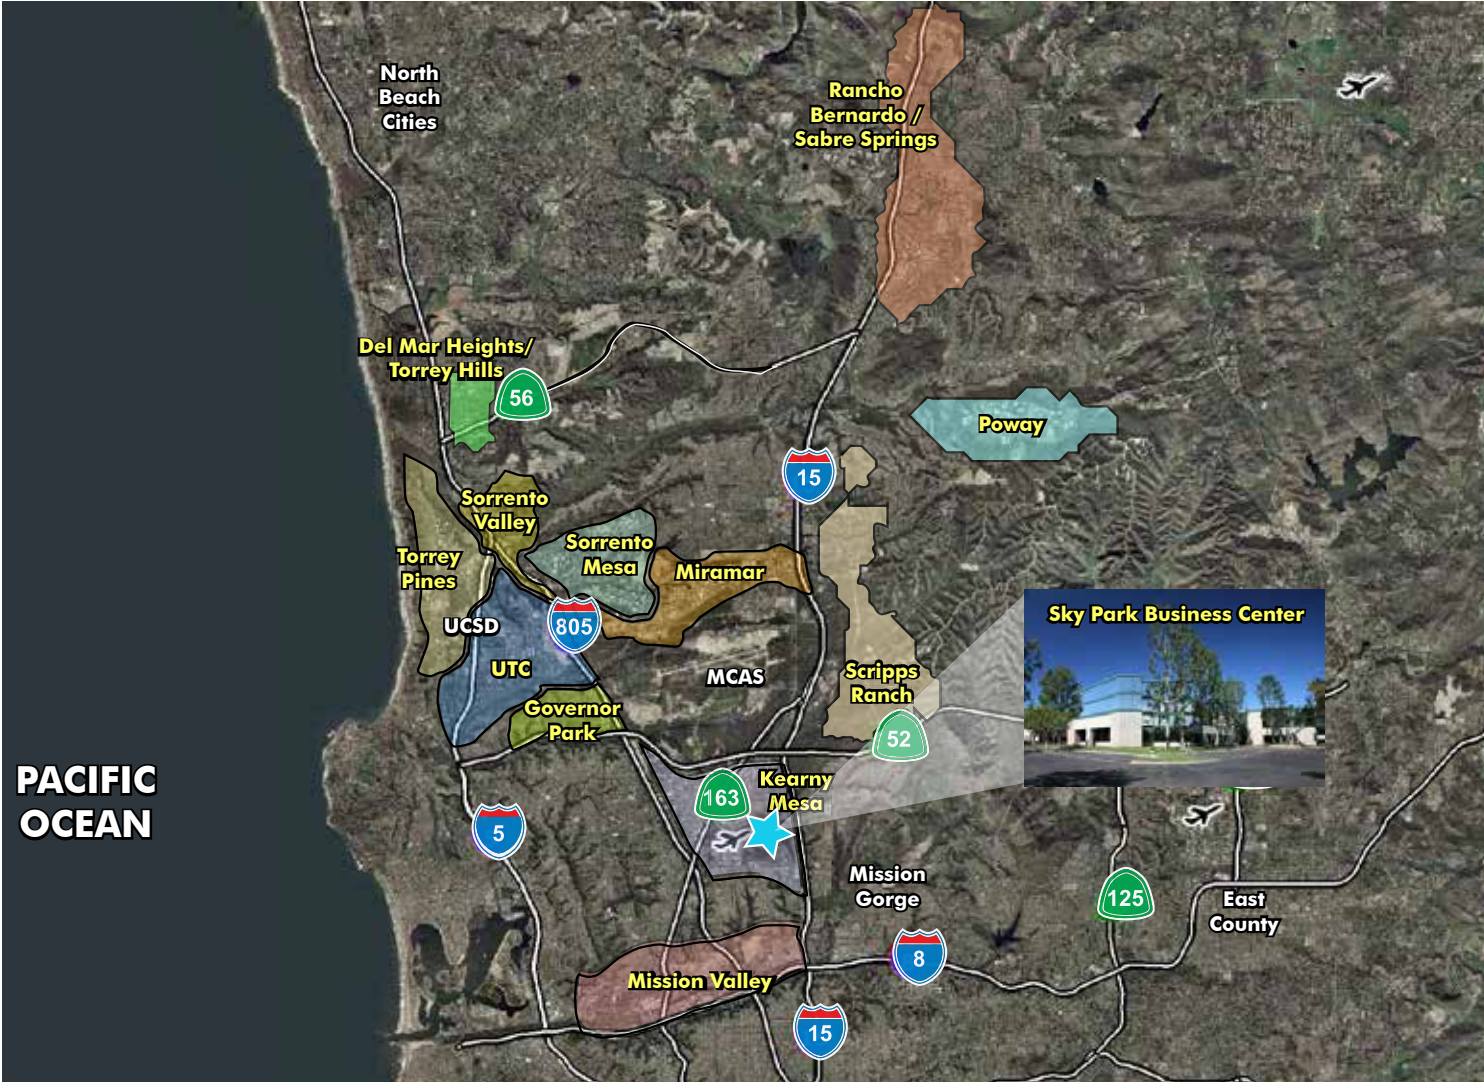 North
Beach
Cities
Rancho
Bernardo /
Sabre Springs
Del Mar Heights/
Torrey Hills
56
Poway
15
Sorrento
Valley
Sorrento
Mesa
Torrey
Pines
Miramar
UCSD
805
Sky Park Business Center
UTC
MCAS
Scripps
Ranch
Governor
Park
52
PACIFIC
OCEAN
Kearny
Mesa
163
5
Mission
Gorge
125
East
County
8
Mission Valley
15